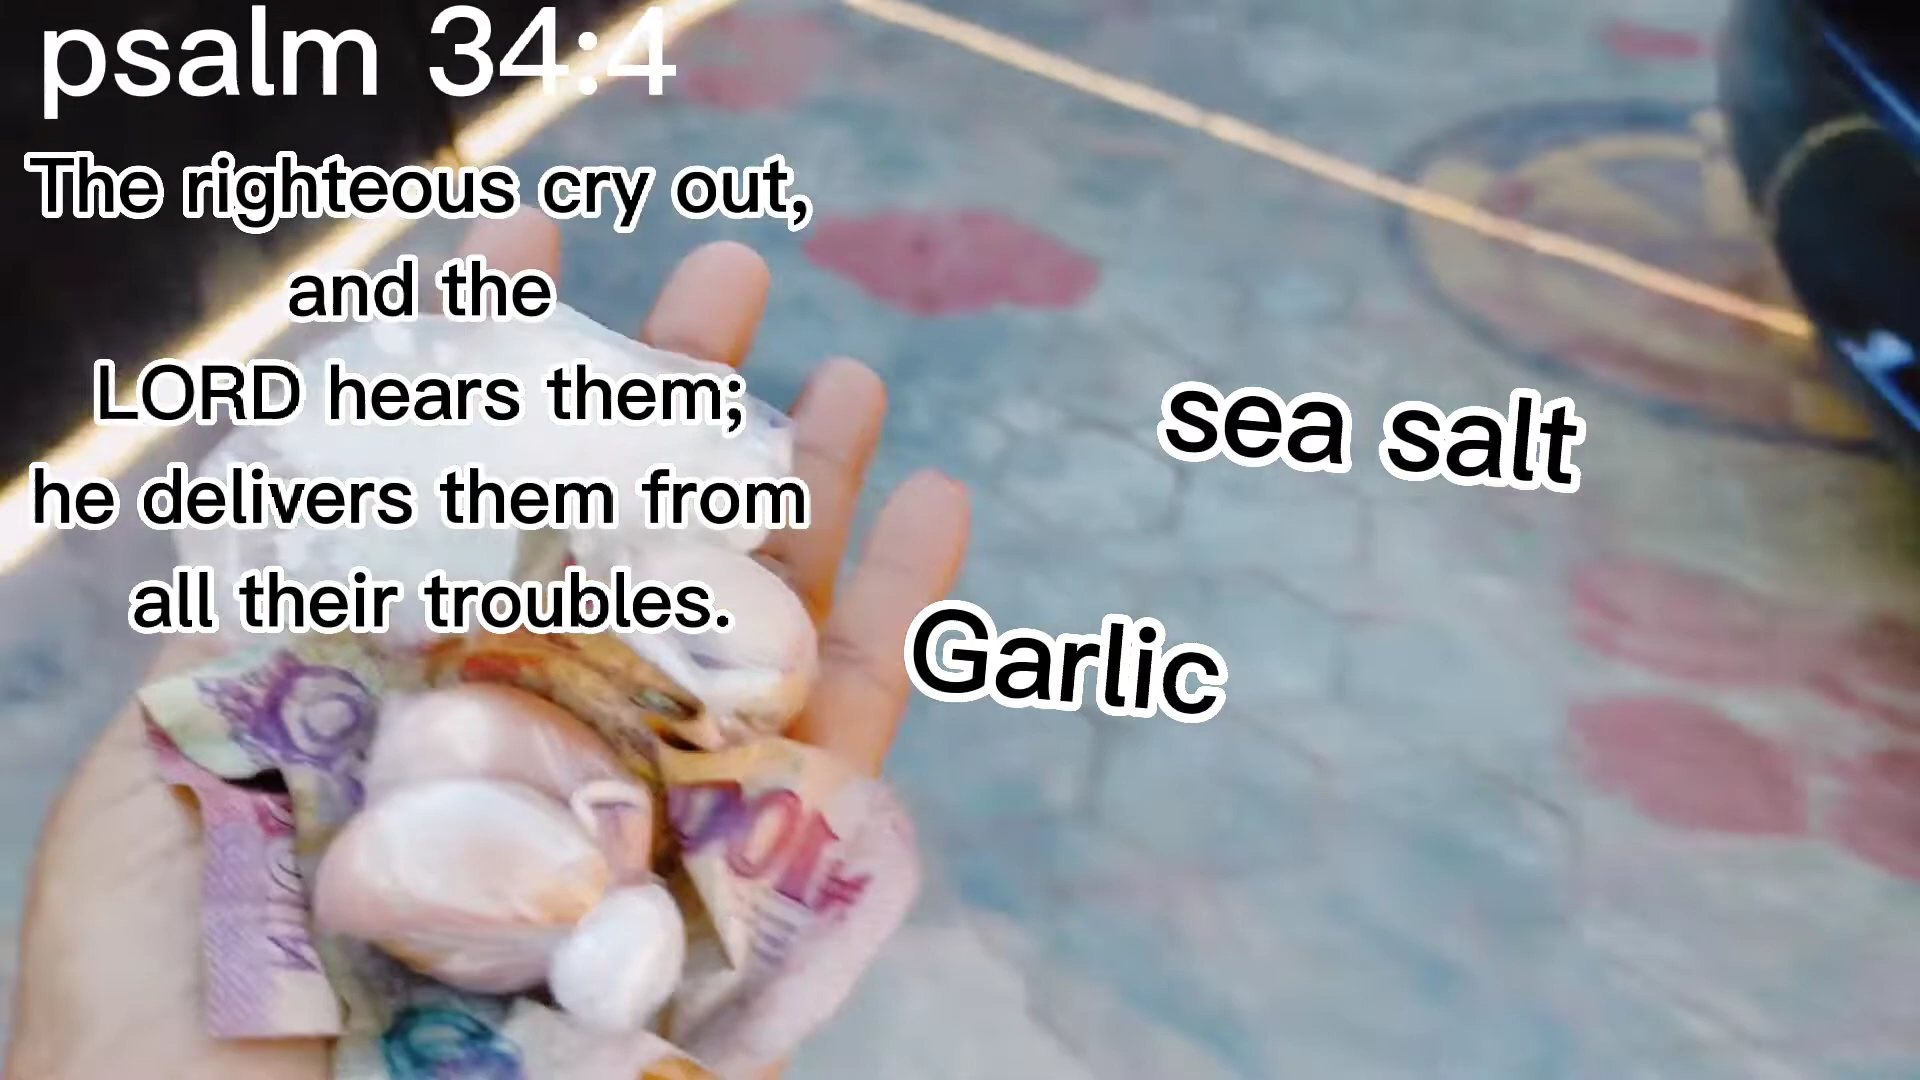 psalm 34:4
The righteous cry out,
and the
LORD hears them;
he delivers them from
all their troubles.
sea salt
Garlic